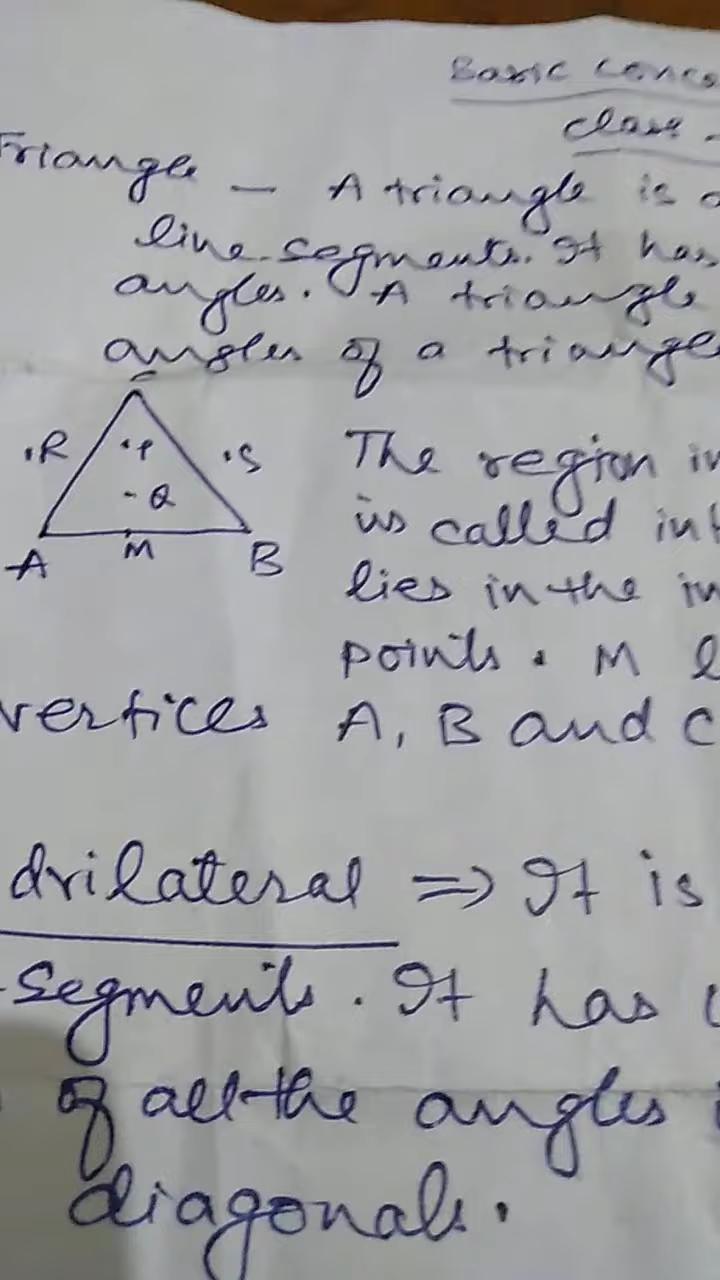 Basic Conce
class -
Triangle — A triangle is a
line segments. It has
angles. A triangle
angles of a triangle
C
.R .P .S
.Q
A M B
The region in
is called int
lies in the in
points. M l
vertices A, B and C
drilateral => It is
-segments. It has
of all the angles
diagonals.